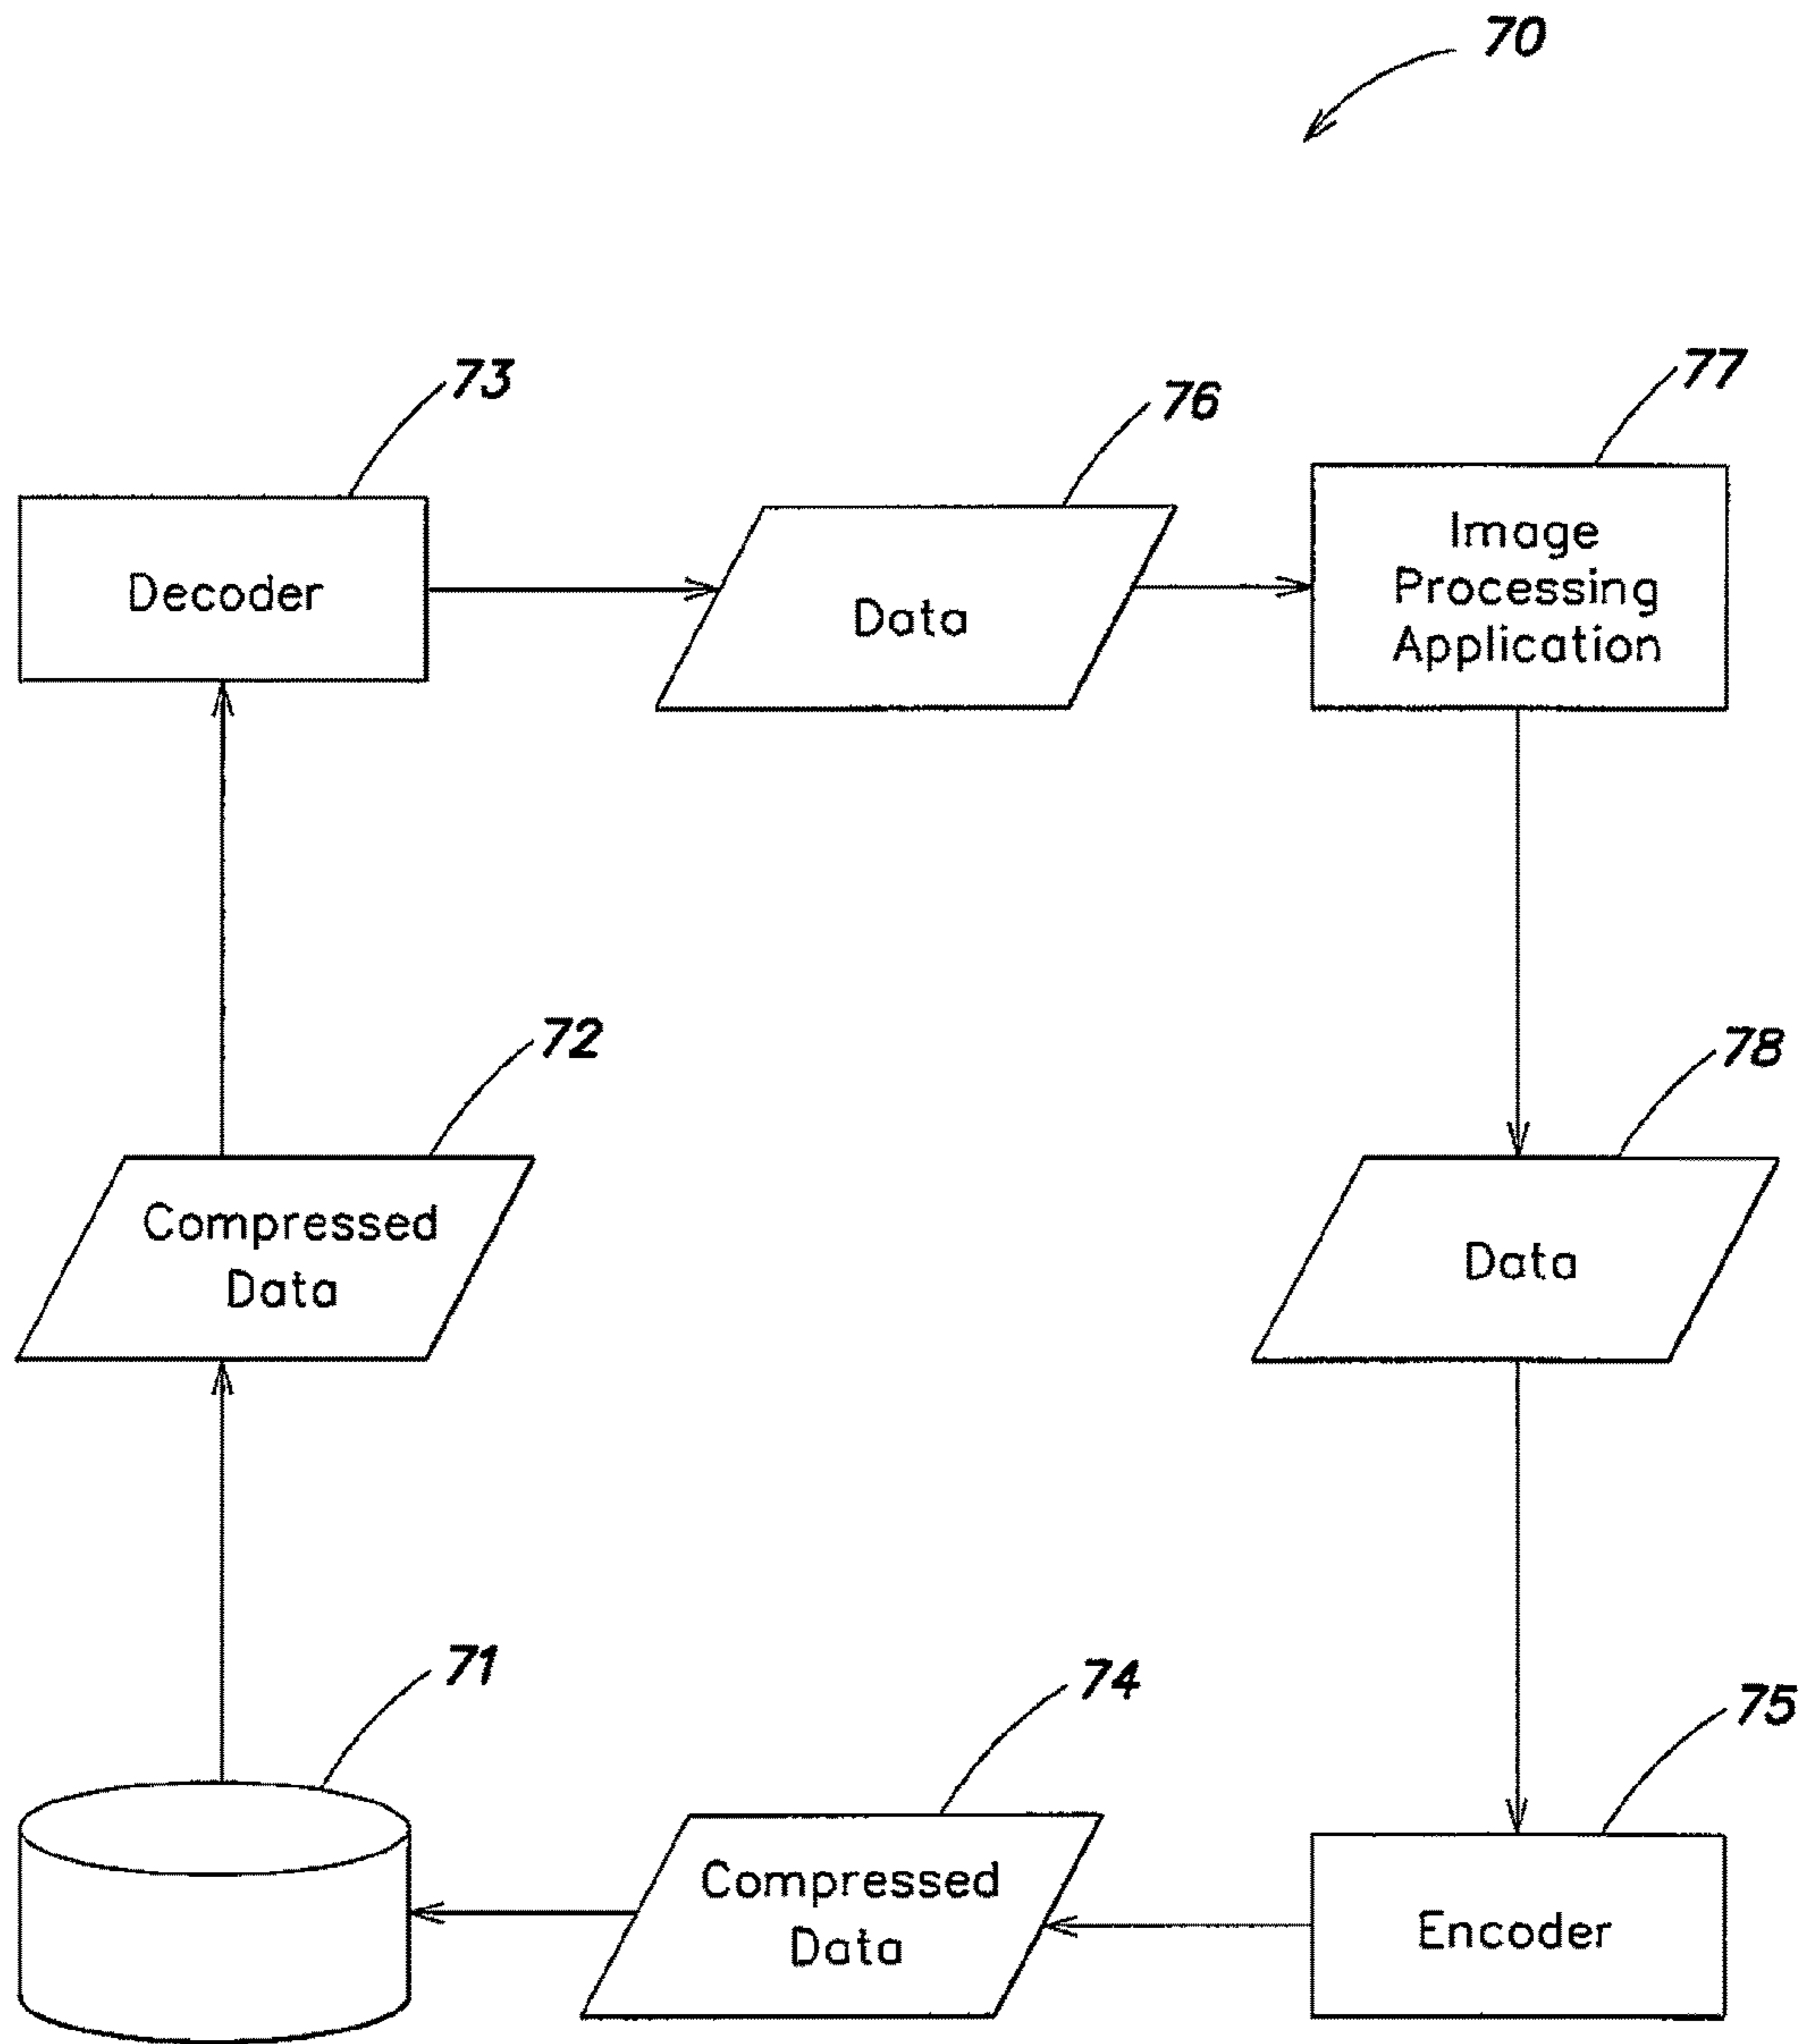 70
73
76
77
Decoder
Data
Image
Processing
Application
72
78
Compressed
Data
Data
71
74
75
Compressed
Data
Encoder